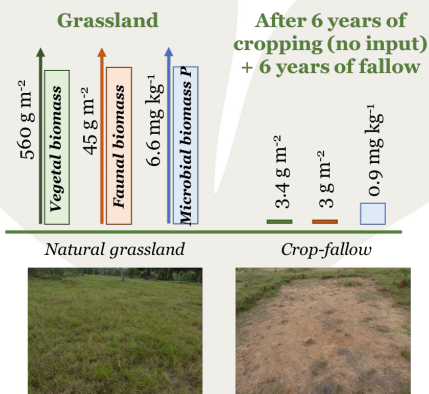 Grassland
After 6 years of
cropping (no input)
+ 6 years of fallow
560 g m⁻²
Vegetal biomass
45 g m⁻²
Faunal biomass
6.6 mg kg⁻¹
Microbial biomass P
3.4 g m⁻²
3 g m⁻²
0.9 mg kg⁻¹
Natural grassland
Crop-fallow